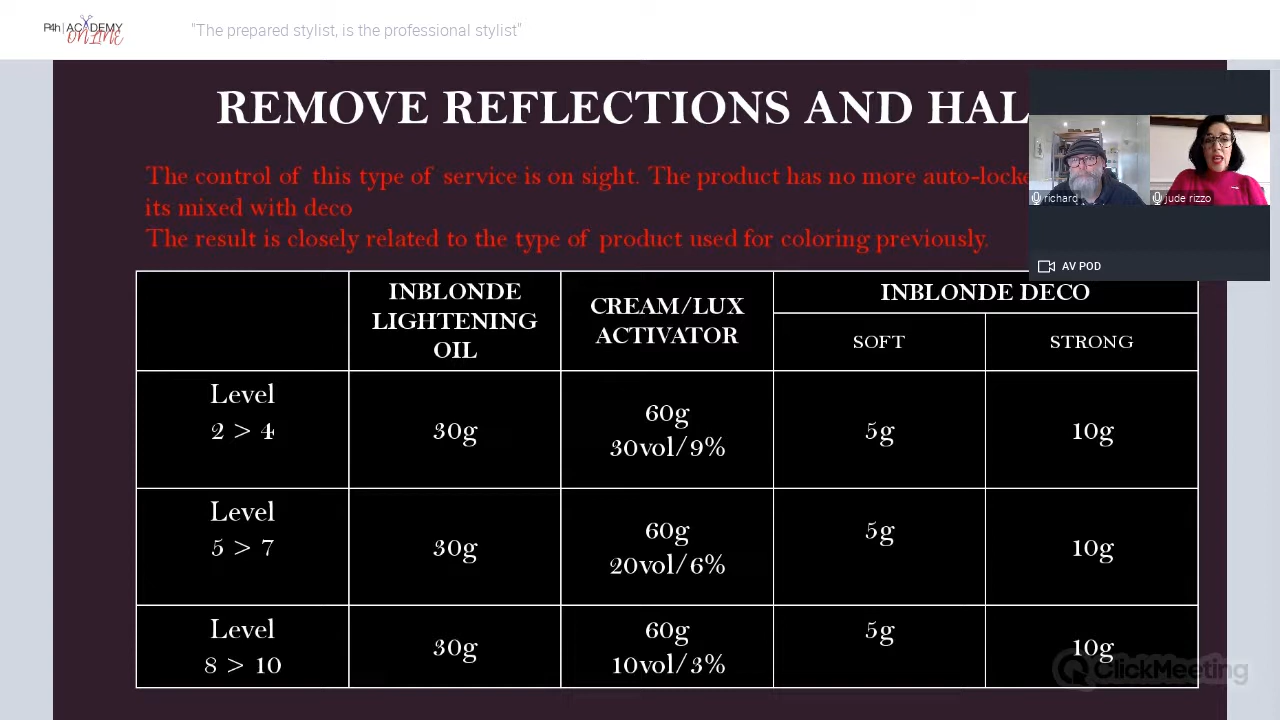 P4h ACADEMY
onLINE
"The prepared stylist, is the professional stylist"
REMOVE REFLECTIONS AND HAL
The control of this type of service is on sight. The product has no more auto-locke
its mixed with deco
The result is closely related to the type of product used for coloring previously.
richard
jude rizzo
AV POD
INBLONDE
LIGHTENING
OIL
CREAM/LUX
ACTIVATOR
INBLONDE DECO
SOFT
STRONG
Level
2 > 4
30g
60g
30vol/9%
5g
10g
Level
5 > 7
30g
60g
20vol/6%
5g
10g
Level
8 > 10
30g
60g
10vol/3%
5g
10g
ClickMeeting